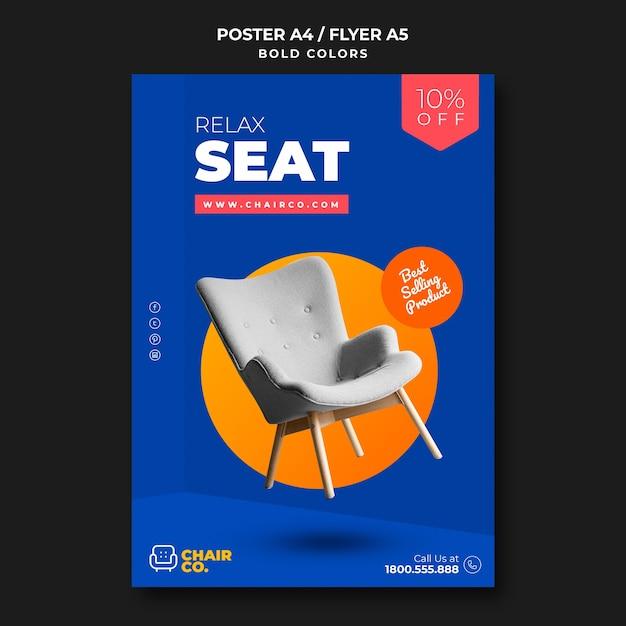 POSTER A4 / FLYER A5
BOLD COLORS
10%
OFF
RELAX
SEAT
WWW.CHAIRCO.COM
Best
Selling
Product
CHAIR
CO.
Call Us at
1800.555.888